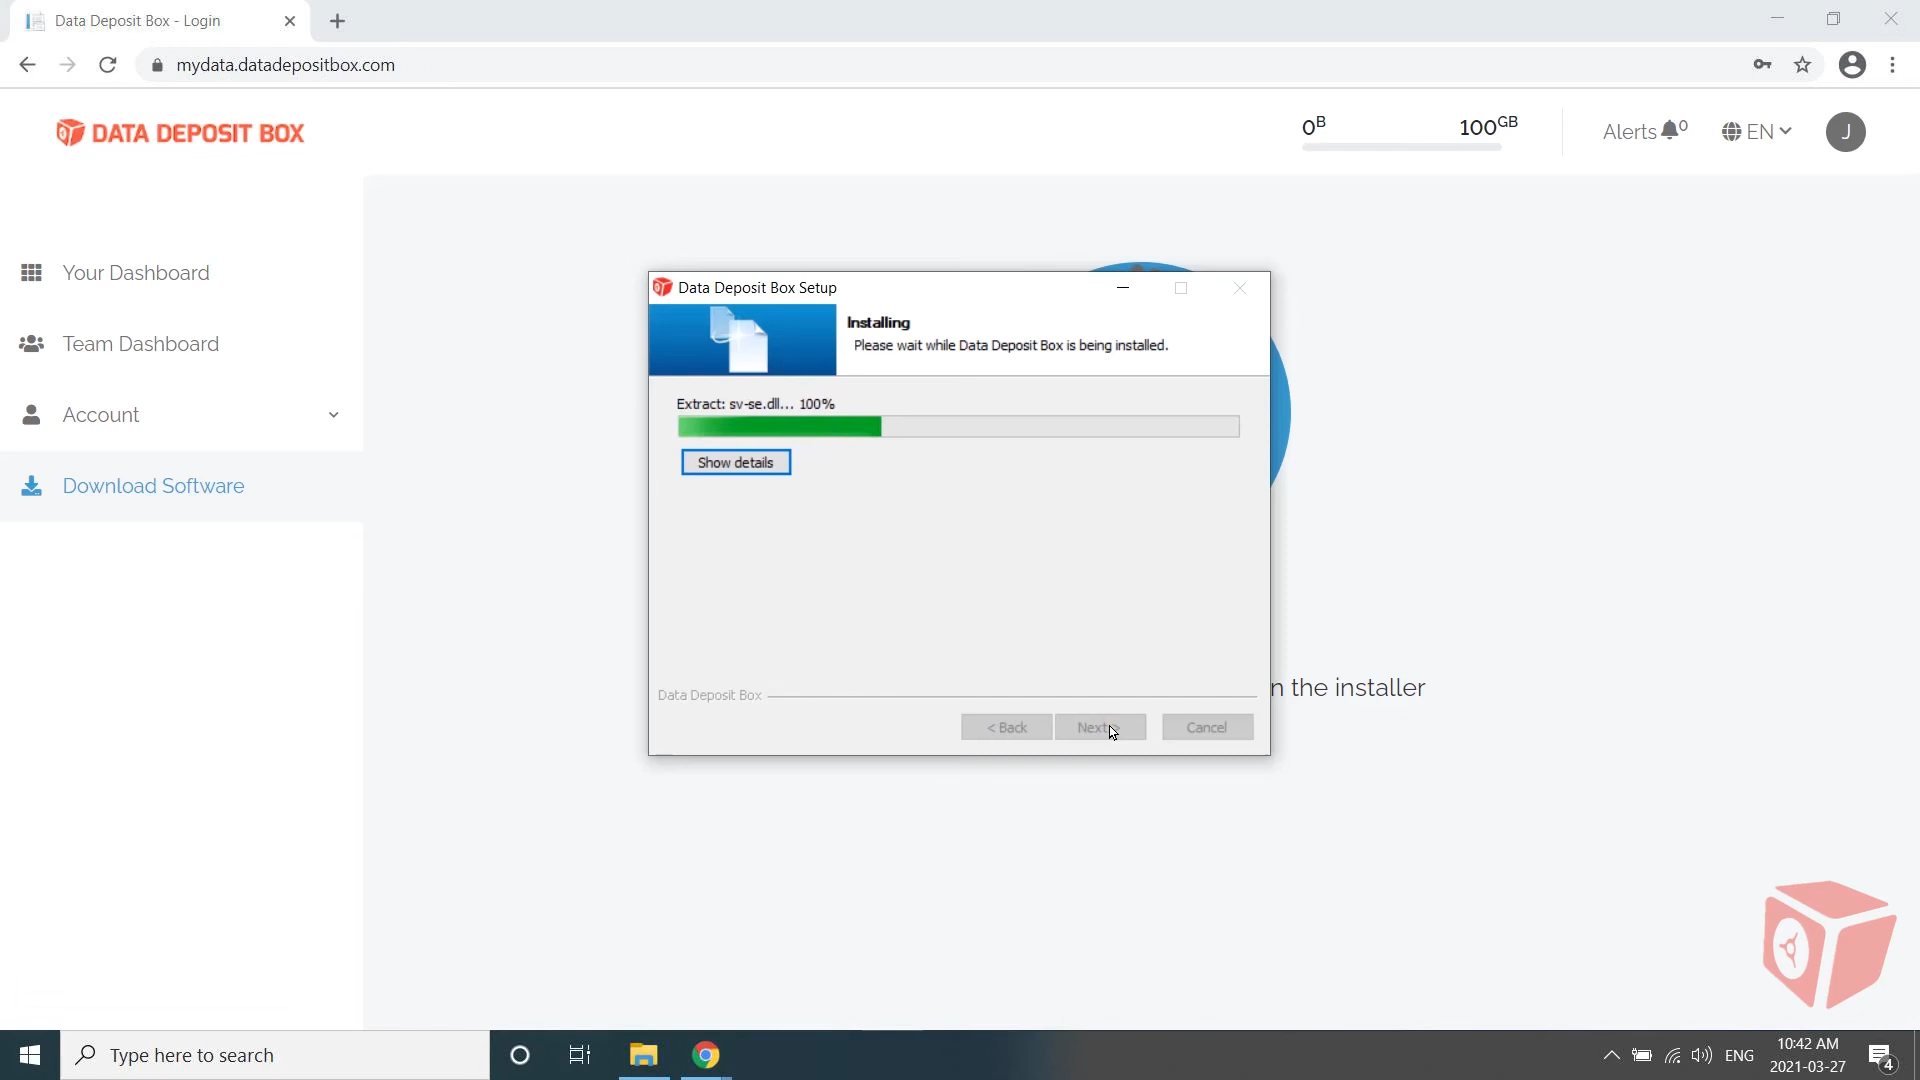 Data Deposit Box - Login
mydata.datadepositbox.com
DATA DEPOSIT BOX
0B 100GB
Alerts 0
EN
J
Your Dashboard
Team Dashboard
Account
Download Software
Data Deposit Box Setup
Installing
Please wait while Data Deposit Box is being installed.
Extract: sv-se.dll... 100%
Show details
n the installer
Data Deposit Box
< Back Next > Cancel
Type here to search
ENG
10:42 AM
2021-03-27
4